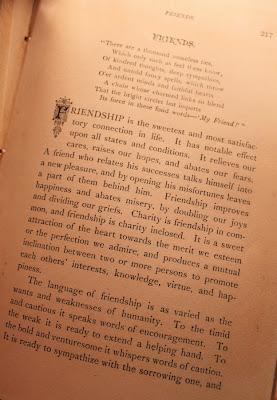 FRIENDS.
217
FRIENDS.
"There are a thousand nameless ties,
Which only such as feel them know,
Of kindred thoughts, deep sympathies,
And untold fancy spells, which throw
O'er ardent minds and faithful hearts
A chain whose charmed links so blend
That the bright circlet but imparts
Its force in these fond words—'My Friend!'"
FRIENDSHIP is the sweetest and most satisfac-
tory connection in life. It has notable effect
upon all states and conditions. It relieves our
cares, raises our hopes, and abates our fears.
A friend who relates his successes talks himself into
a new pleasure, and by opening his misfortunes leaves
a part of them behind him. Friendship improves
happiness and abates misery, by doubling our joys
and dividing our griefs. Charity is friendship in com-
mon, and friendship is charity inclosed. It is a sweet
attraction of the heart towards the merit we esteem
or the perfection we admire, and produces a mutual
inclination between two or more persons to promote
each others' interests, knowledge, virtue, and hap-
piness.
The language of friendship is as varied as the
wants and weaknesses of humanity. To the timid
and cautious it speaks words of encouragement. To
the weak it is ready to extend a helping hand. To
the bold and venturesome it whispers words of caution.
It is ready to sympathize with the sorrowing one, and